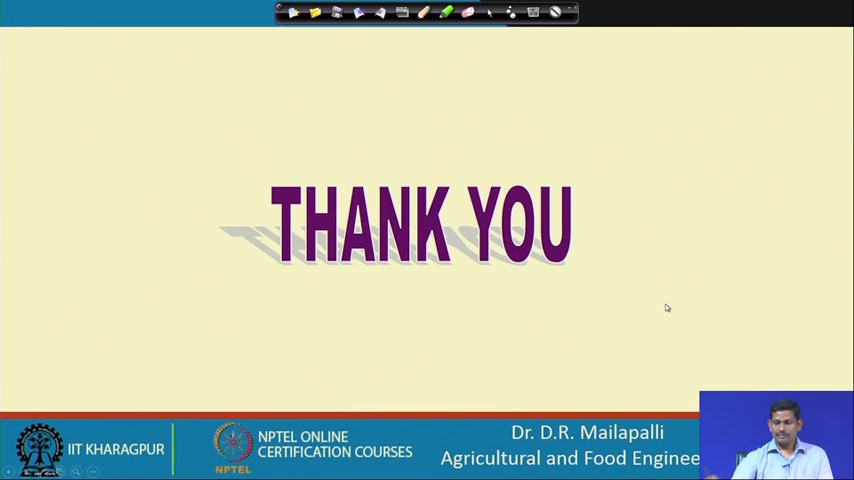 THANK YOU
IIT KHARAGPUR
NPTEL
NPTEL ONLINE
CERTIFICATION COURSES
Dr. D.R. Mailapalli
Agricultural and Food Enginee